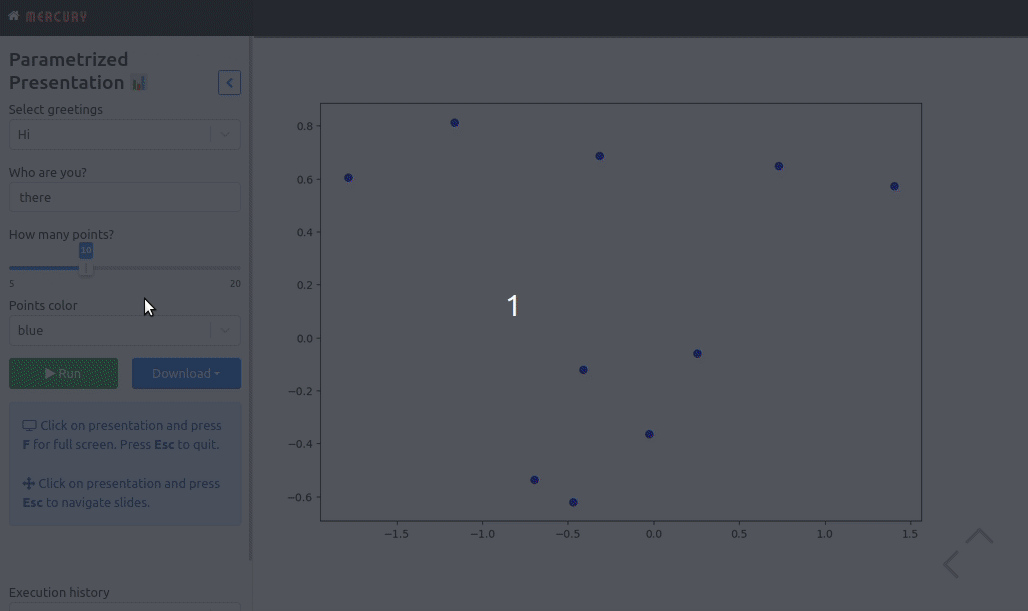 MERCURY
Parametrized
Presentation
Select greetings
Hi
Who are you?
there
How many points?
10
5 20
Points color
blue
Run Download
Click on presentation and press
F for full screen. Press Esc to quit.
Click on presentation and press
Esc to navigate slides.
Execution history
0.8
0.6
0.4
0.2
0.0
−0.2
−0.4
−0.6
−1.5 −1.0 −0.5 0.0 0.5 1.0 1.5
1